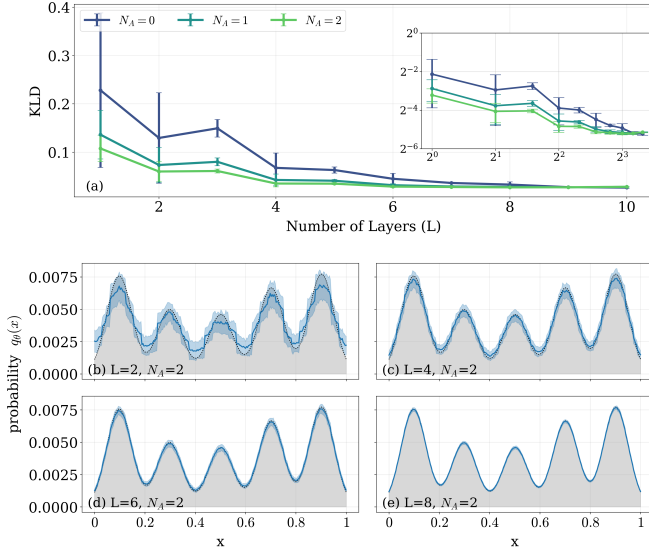 0.4
0.3
0.2
0.1
KLD
N_A = 0
N_A = 1
N_A = 2
(a)
2^0
2^−2
2^−4
2^−6
2^0
2^1
2^2
2^3
2
4
6
8
10
Number of Layers (L)
probability q_θ(x)
0.0075
0.0050
0.0025
0.0000
(b) L=2, N_A=2
(c) L=4, N_A=2
0.0075
0.0050
0.0025
0.0000
(d) L=6, N_A=2
(e) L=8, N_A=2
0
0.2
0.4
0.6
0.8
1
0
0.2
0.4
0.6
0.8
1
x
x